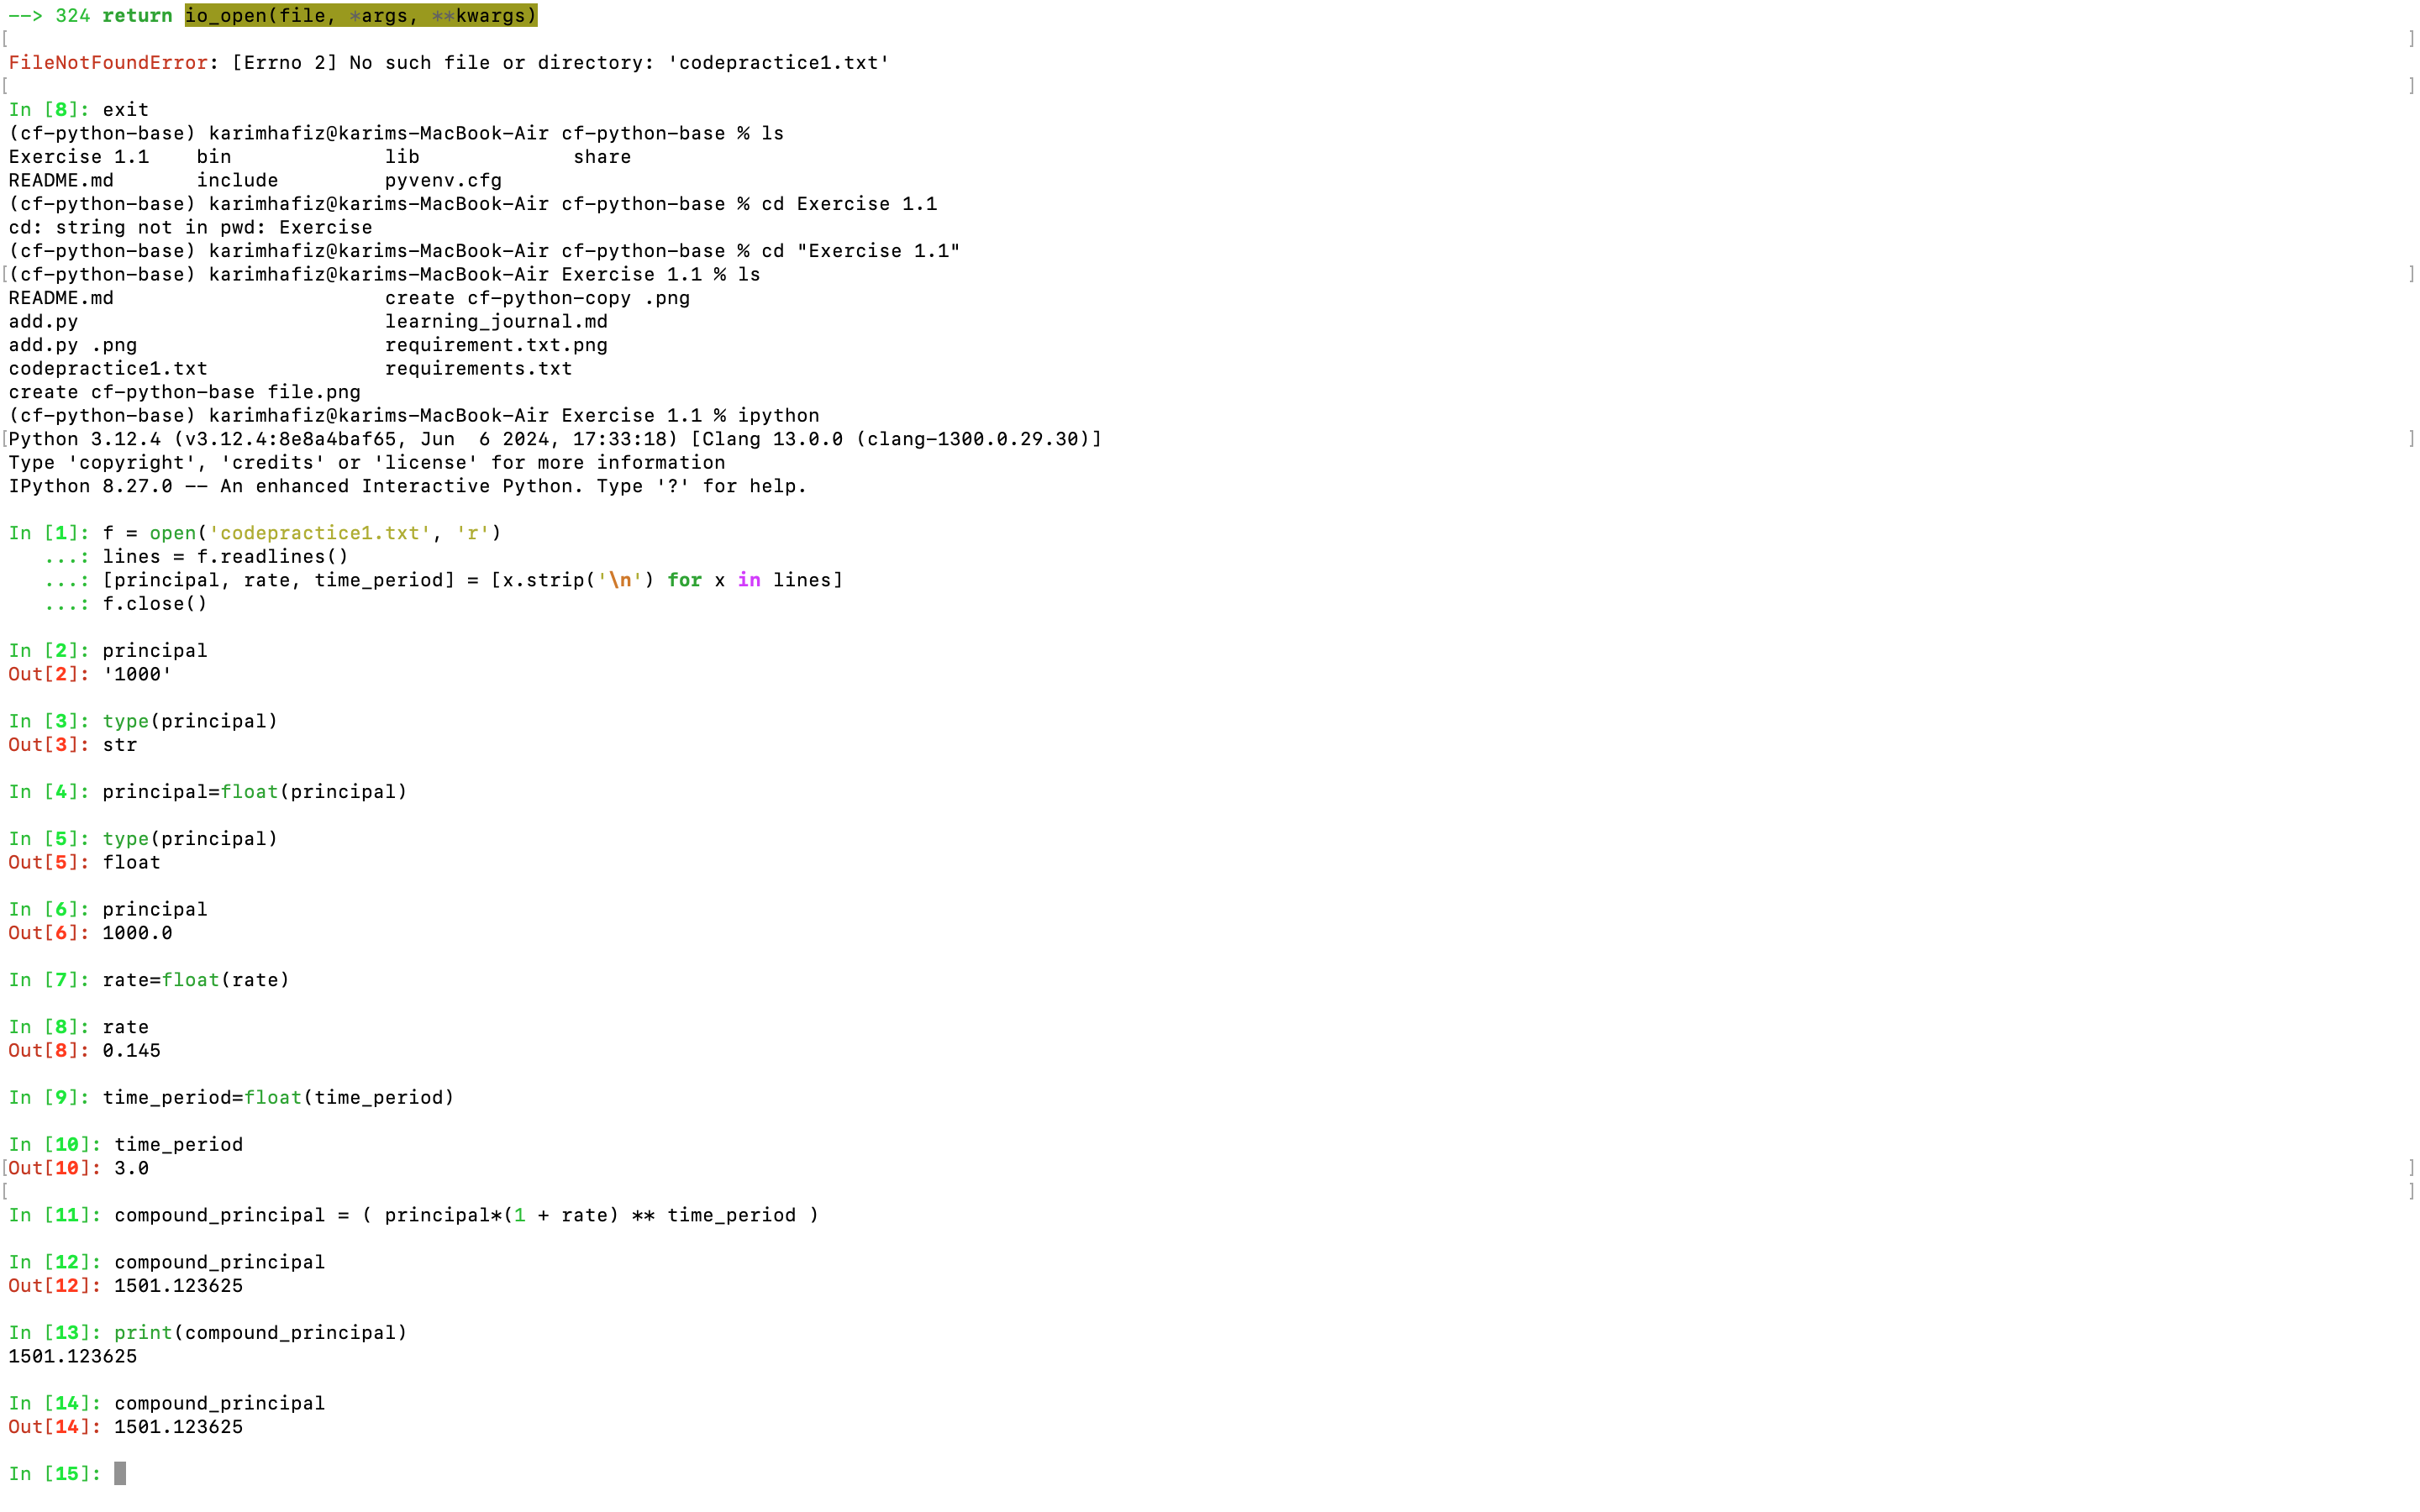 --> 324 return io_open(file, *args, **kwargs)
[ ]
FileNotFoundError: [Errno 2] No such file or directory: 'codepractice1.txt'
[ ]
In [8]: exit
(cf-python-base) karimhafiz@karims-MacBook-Air cf-python-base % ls
Exercise 1.1    bin             lib             share
README.md       include         pyvenv.cfg
(cf-python-base) karimhafiz@karims-MacBook-Air cf-python-base % cd Exercise 1.1
cd: string not in pwd: Exercise
(cf-python-base) karimhafiz@karims-MacBook-Air cf-python-base % cd "Exercise 1.1"
[(cf-python-base) karimhafiz@karims-MacBook-Air Exercise 1.1 % ls ]
README.md                       create cf-python-copy .png
add.py                          learning_journal.md
add.py .png                     requirement.txt.png
codepractice1.txt               requirements.txt
create cf-python-base file.png
(cf-python-base) karimhafiz@karims-MacBook-Air Exercise 1.1 % ipython
[Python 3.12.4 (v3.12.4:8e8a4baf65, Jun  6 2024, 17:33:18) [Clang 13.0.0 (clang-1300.0.29.30)] ]
Type 'copyright', 'credits' or 'license' for more information
IPython 8.27.0 -- An enhanced Interactive Python. Type '?' for help.
In [1]: f = open('codepractice1.txt', 'r')
   ...: lines = f.readlines()
   ...: [principal, rate, time_period] = [x.strip('\n') for x in lines]
   ...: f.close()
In [2]: principal
Out[2]: '1000'
In [3]: type(principal)
Out[3]: str
In [4]: principal=float(principal)
In [5]: type(principal)
Out[5]: float
In [6]: principal
Out[6]: 1000.0
In [7]: rate=float(rate)
In [8]: rate
Out[8]: 0.145
In [9]: time_period=float(time_period)
In [10]: time_period
[Out[10]: 3.0 ]
[ ]
In [11]: compound_principal = ( principal*(1 + rate) ** time_period )
In [12]: compound_principal
Out[12]: 1501.123625
In [13]: print(compound_principal)
1501.123625
In [14]: compound_principal
Out[14]: 1501.123625
In [15]: